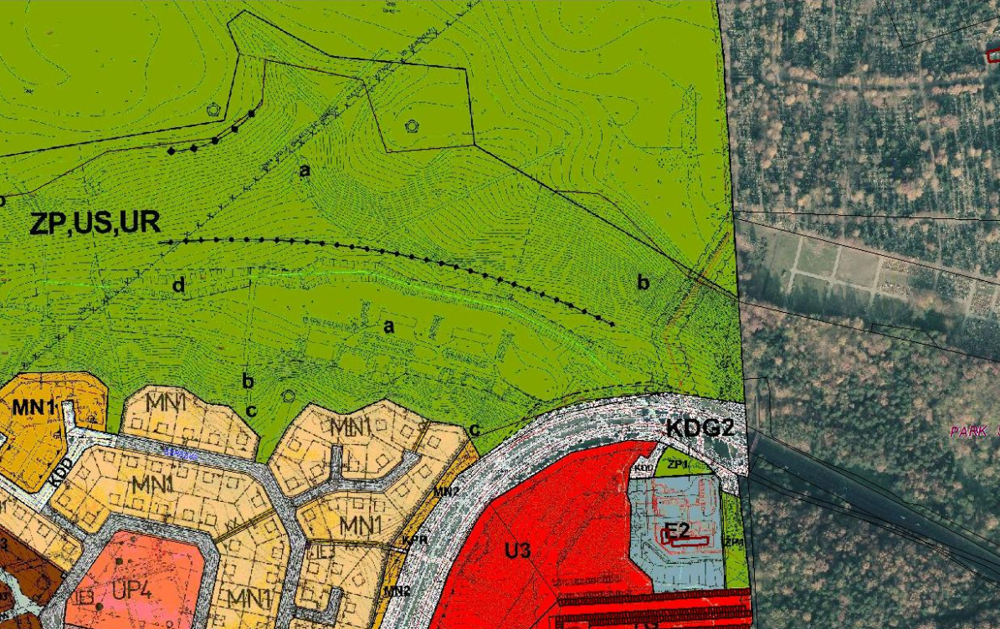 a
ZP,US,UR
d
b
a
b
c
c
MN1
MN1
MN1
KDG2
PARK
KDD
ZP1
MN1
MN2
MN1
E2
KPR
U3
ZP1
UP4
MN2
MN1